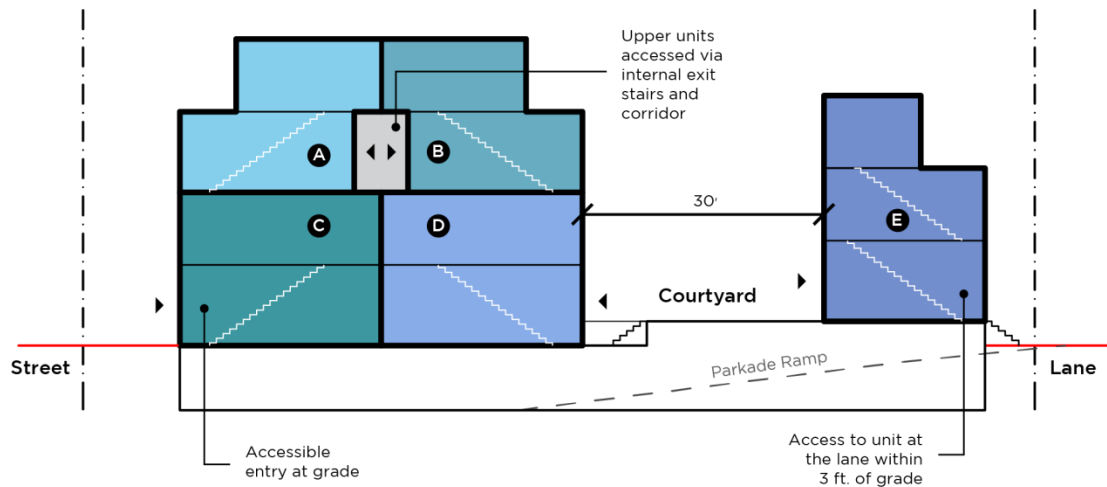 Upper units
accessed via
internal exit
stairs and
corridor
A
B
C
D
30'
E
Courtyard
Street
Parkade Ramp
Lane
Accessible
entry at grade
Access to unit at
the lane within
3 ft. of grade